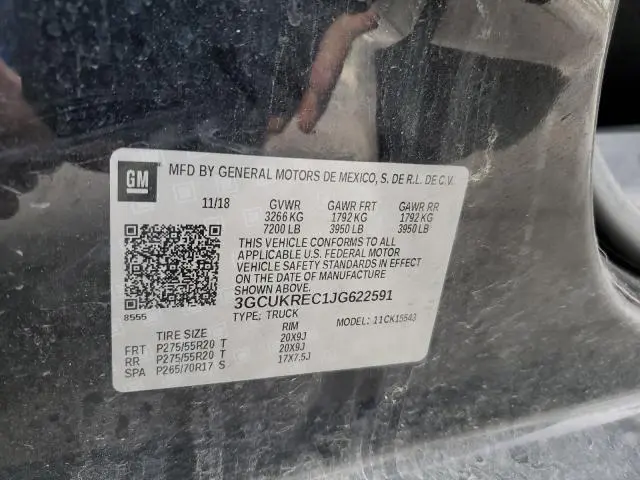 GM MFD BY GENERAL MOTORS DE MEXICO, S. DE R.L. DE C.V.
11/18 GVWR GAWR FRT GAWR RR
3266 KG 1792 KG 1792 KG
7200 LB 3950 LB 3950 LB
THIS VEHICLE CONFORMS TO ALL
APPLICABLE U.S. FEDERAL MOTOR
VEHICLE SAFETY STANDARDS IN EFFECT
ON THE DATE OF MANUFACTURE
SHOWN ABOVE.
8555 3GCUKREC1JG622591
TYPE: TRUCK MODEL: 11CK15543
TIRE SIZE RIM
FRT P275/55R20 T 20X9J
RR P275/55R20 T 20X9J
SPA P265/70R17 S 17X7.5J